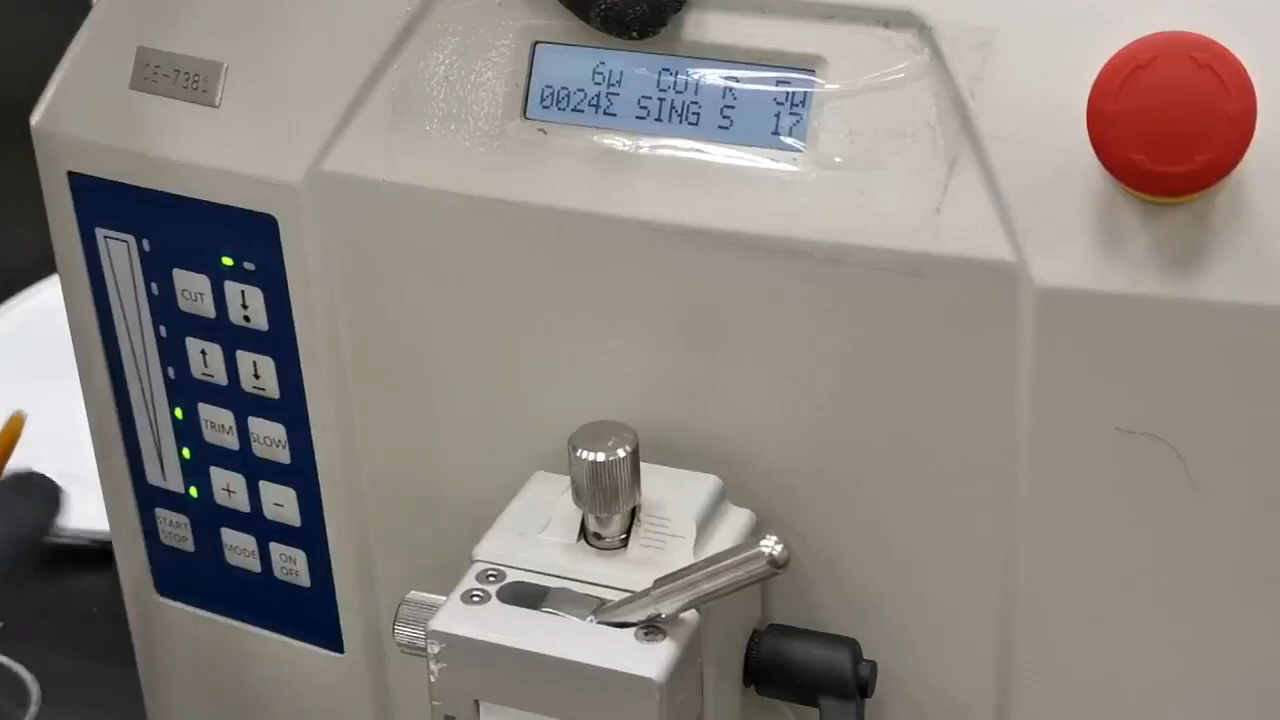 CE-7381
6µ CUT R 5µ
0024Σ SING S 17
CUT
TRIM SLOW
+ -
START STOP
MODE
ON OFF